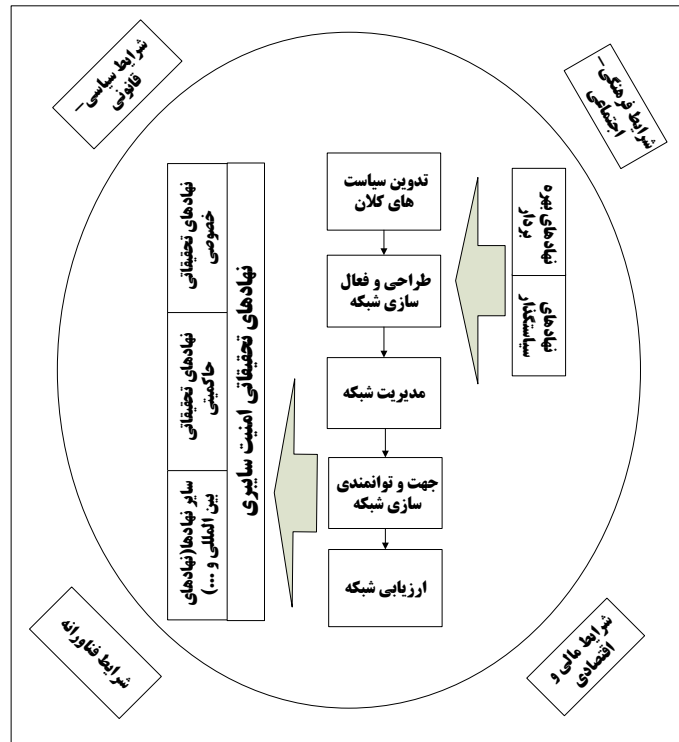 شرایط سیاسی–
قانونی
شرایط فرهنگی–
اجتماعی
نهادهای بهره
بردار
نهادهای
سیاستگذار
تدوین سیاست
های کلان
طراحی و فعال
سازی شبکه
مدیریت شبکه
جهت و توانمندی
سازی شبکه
ارزیابی شبکه
نهادهای تحقیقاتی امنیت سایبری
نهادهای تحقیقاتی
خصوصی
نهادهای تحقیقاتی
حاکمیتی
سایر نهادها(نهادهای
بین المللی و ...)
شرایط فناورانه
شرایط مالی و
اقتصادی